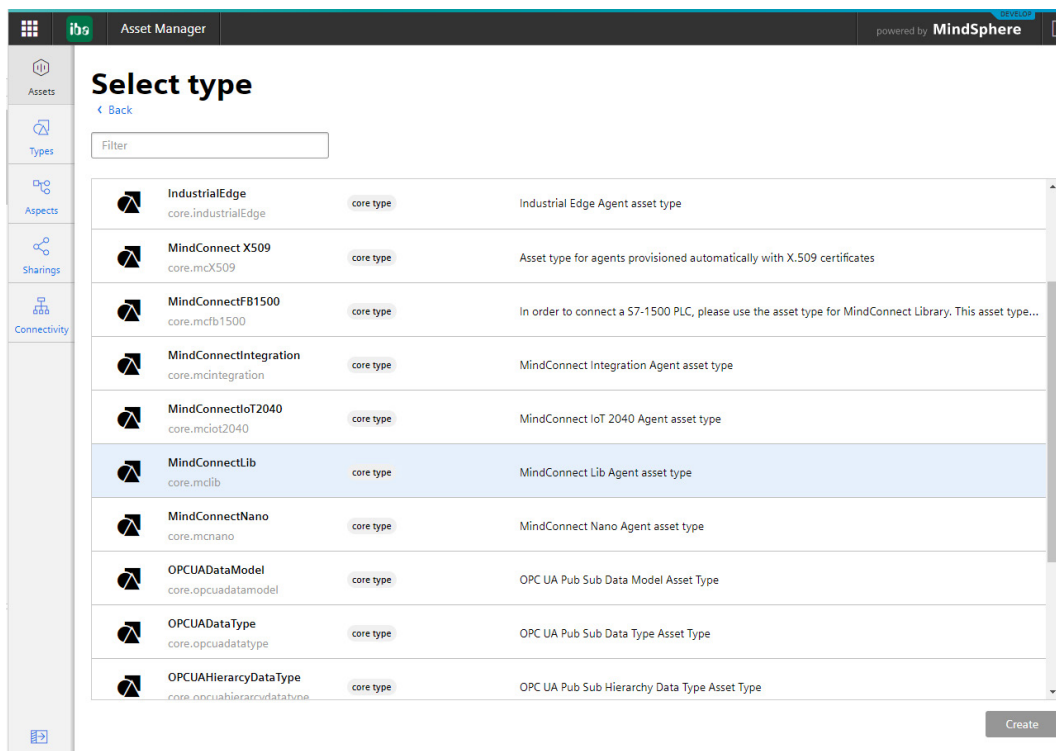 DEVELOP
iba
Asset Manager
powered by MindSphere
Assets
Types
Aspects
Sharings
Connectivity
Select type
Back
Filter
IndustrialEdge
core.industrialEdge
core type
Industrial Edge Agent asset type
MindConnect X509
core.mcX509
core type
Asset type for agents provisioned automatically with X.509 certificates
MindConnectFB1500
core.mcfb1500
core type
In order to connect a S7-1500 PLC, please use the asset type for MindConnect Library. This asset type...
MindConnectIntegration
core.mcintegration
core type
MindConnect Integration Agent asset type
MindConnectIoT2040
core.mciot2040
core type
MindConnect IoT 2040 Agent asset type
MindConnectLib
core.mclib
core type
MindConnect Lib Agent asset type
MindConnectNano
core.mcnano
core type
MindConnect Nano Agent asset type
OPCUADataModel
core.opcuadatamodel
core type
OPC UA Pub Sub Data Model Asset Type
OPCUADataType
core.opcuadatatype
core type
OPC UA Pub Sub Data Type Asset Type
OPCUAHierarcyDataType
core.opcuahierarcydatatype
core type
OPC UA Pub Sub Hierarchy Data Type Asset Type
Create